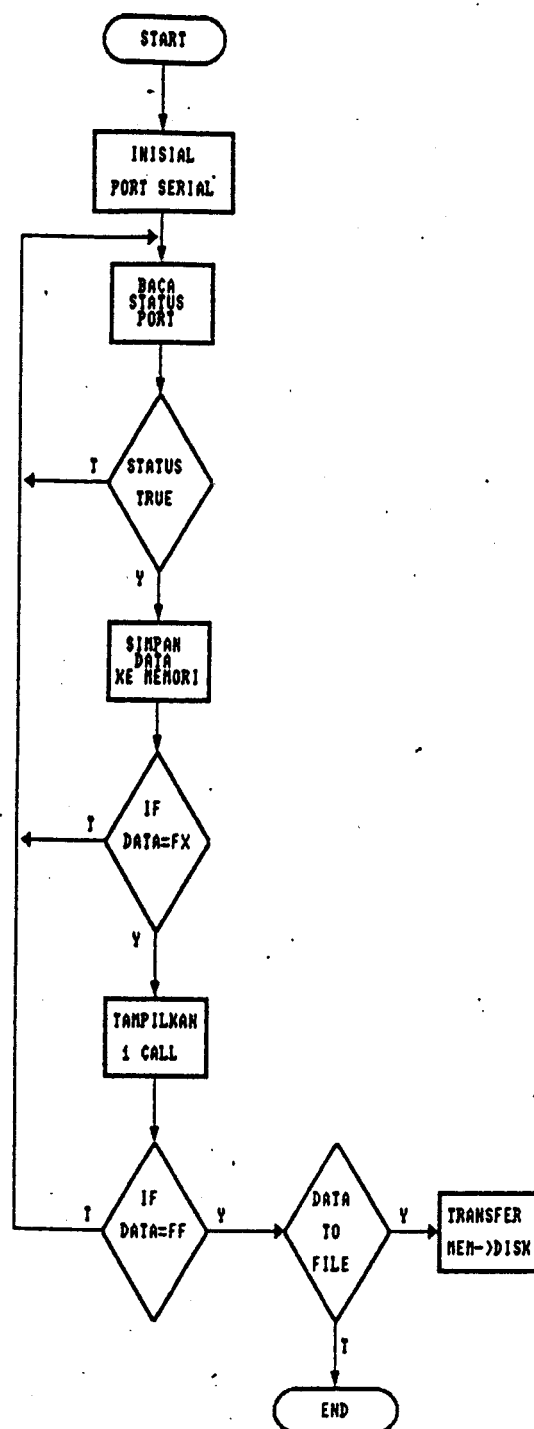 START
INISIAL
PORT SERIAL
BACA
STATUS
PORT
T
STATUS
TRUE
Y
SIMPAN
DATA
KE MEMORI
T
IF
DATA=FX
Y
TAMPILKAN
1 CALL
T
IF
DATA=FF
Y
DATA
TO
FILE
Y
TRANSFER
MEM->DISK
T
END